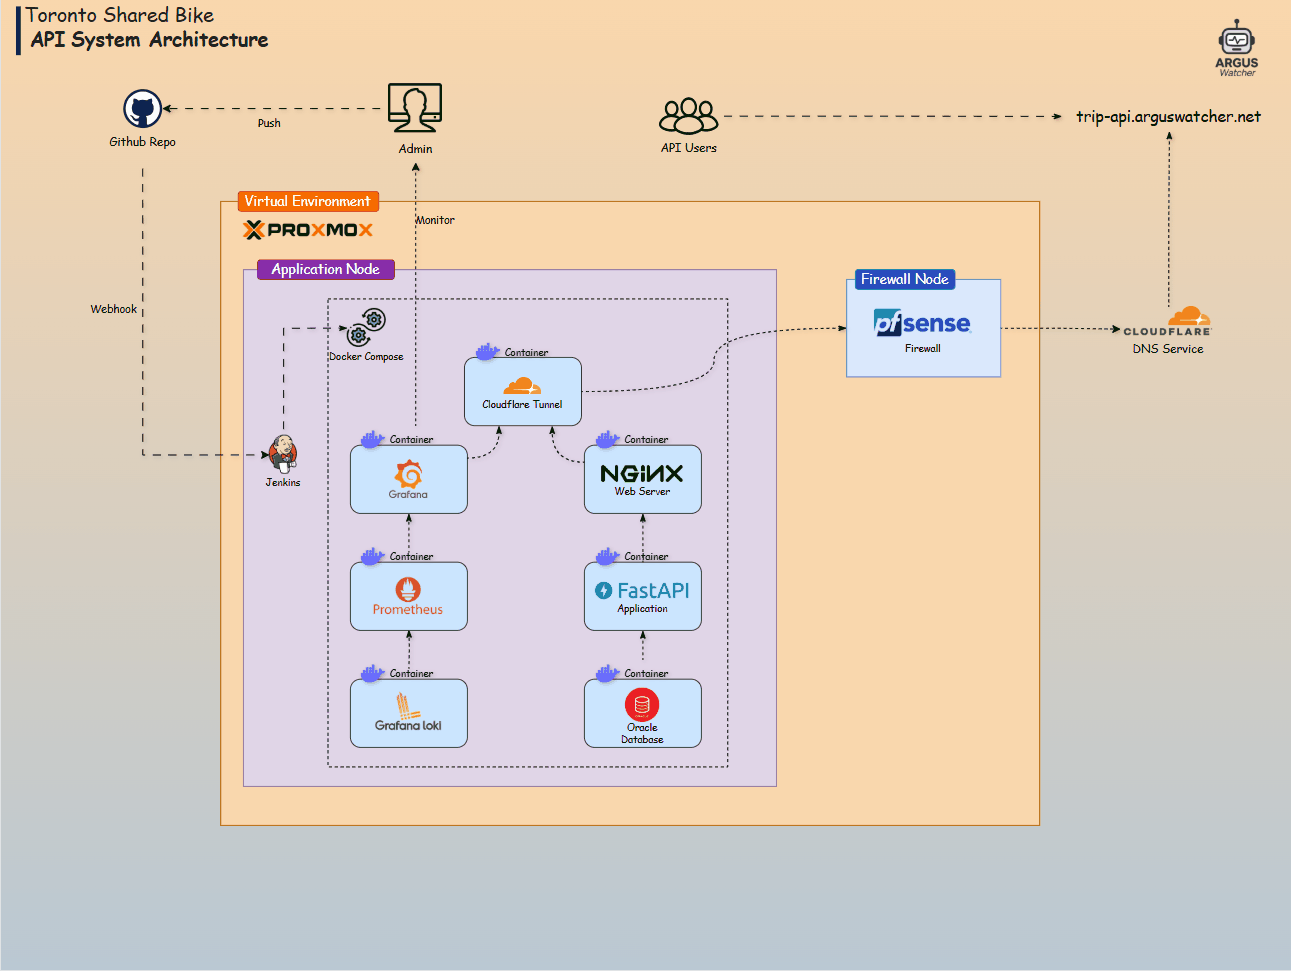 Toronto Shared Bike
API System Architecture
ARGUS
Watcher
Push
Github Repo
Admin
API Users
trip-api.arguswatcher.net
Virtual Environment
PROXMOX
Monitor
Application Node
Firewall Node
Webhook
pfsense
Firewall
CLOUDFLARE
DNS Service
Docker Compose
Container
Cloudflare Tunnel
Jenkins
Container
Grafana
Container
NGINX
Web Server
Container
Prometheus
Container
FastAPI
Application
Container
Grafana loki
Container
ORACLE
Oracle
Database